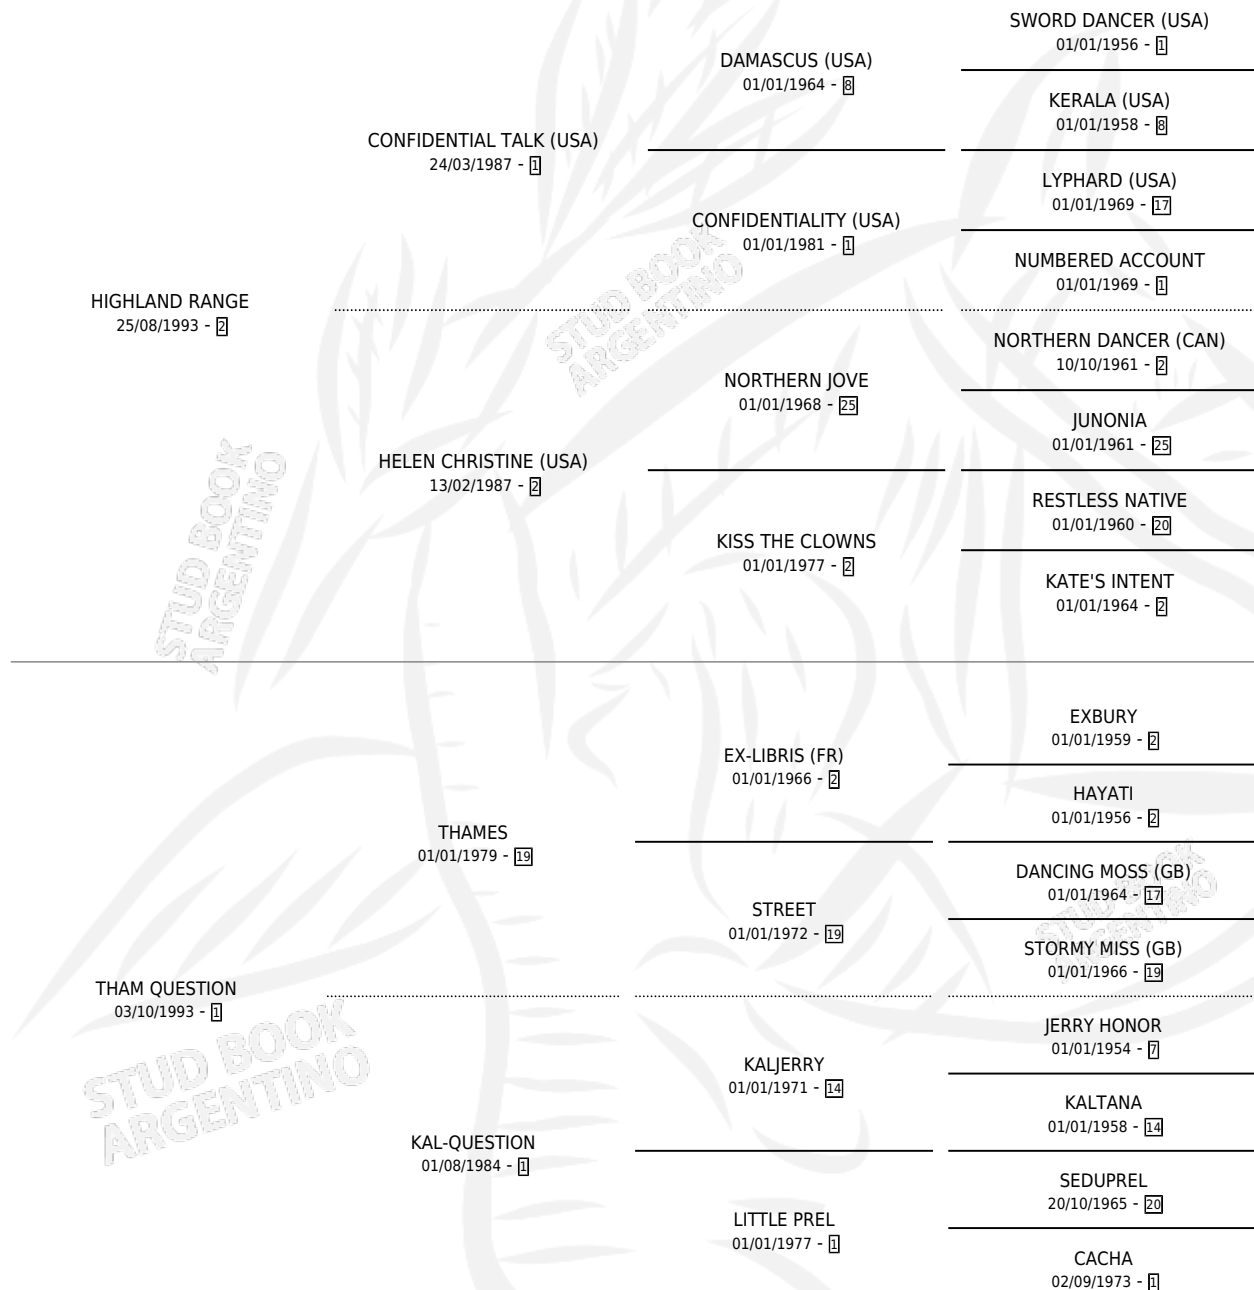 SWORD DANCER (USA)
01/01/1956 - 1
DAMASCUS (USA)
01/01/1964 - 8
KERALA (USA)
01/01/1958 - 8
CONFIDENTIAL TALK (USA)
24/03/1987 - 1
LYPHARD (USA)
01/01/1969 - 17
CONFIDENTIALITY (USA)
01/01/1981 - 1
NUMBERED ACCOUNT
01/01/1969 - 1
HIGHLAND RANGE
25/08/1993 - 2
STUD BOOK
ARGENTINO
NORTHERN DANCER (CAN)
10/10/1961 - 2
NORTHERN JOVE
01/01/1968 - 25
JUNONIA
01/01/1961 - 25
HELEN CHRISTINE (USA)
13/02/1987 - 2
RESTLESS NATIVE
01/01/1960 - 20
KISS THE CLOWNS
01/01/1977 - 2
KATE'S INTENT
01/01/1964 - 2
STUD BOOK
ARGENTINO
EXBURY
01/01/1959 - 2
EX-LIBRIS (FR)
01/01/1966 - 2
HAYATI
01/01/1956 - 2
THAMES
01/01/1979 - 19
DANCING MOSS (GB)
01/01/1964 - 17
STREET
01/01/1972 - 19
STORMY MISS (GB)
01/01/1966 - 19
STUD BOOK
ARGENTINO
THAM QUESTION
03/10/1993 - 1
JERRY HONOR
01/01/1954 - 7
KALJERRY
01/01/1971 - 14
KALTANA
01/01/1958 - 14
STUD BOOK
ARGENTINO
KAL-QUESTION
01/08/1984 - 1
SEDUPREL
20/10/1965 - 20
LITTLE PREL
01/01/1977 - 1
CACHA
02/09/1973 - 1